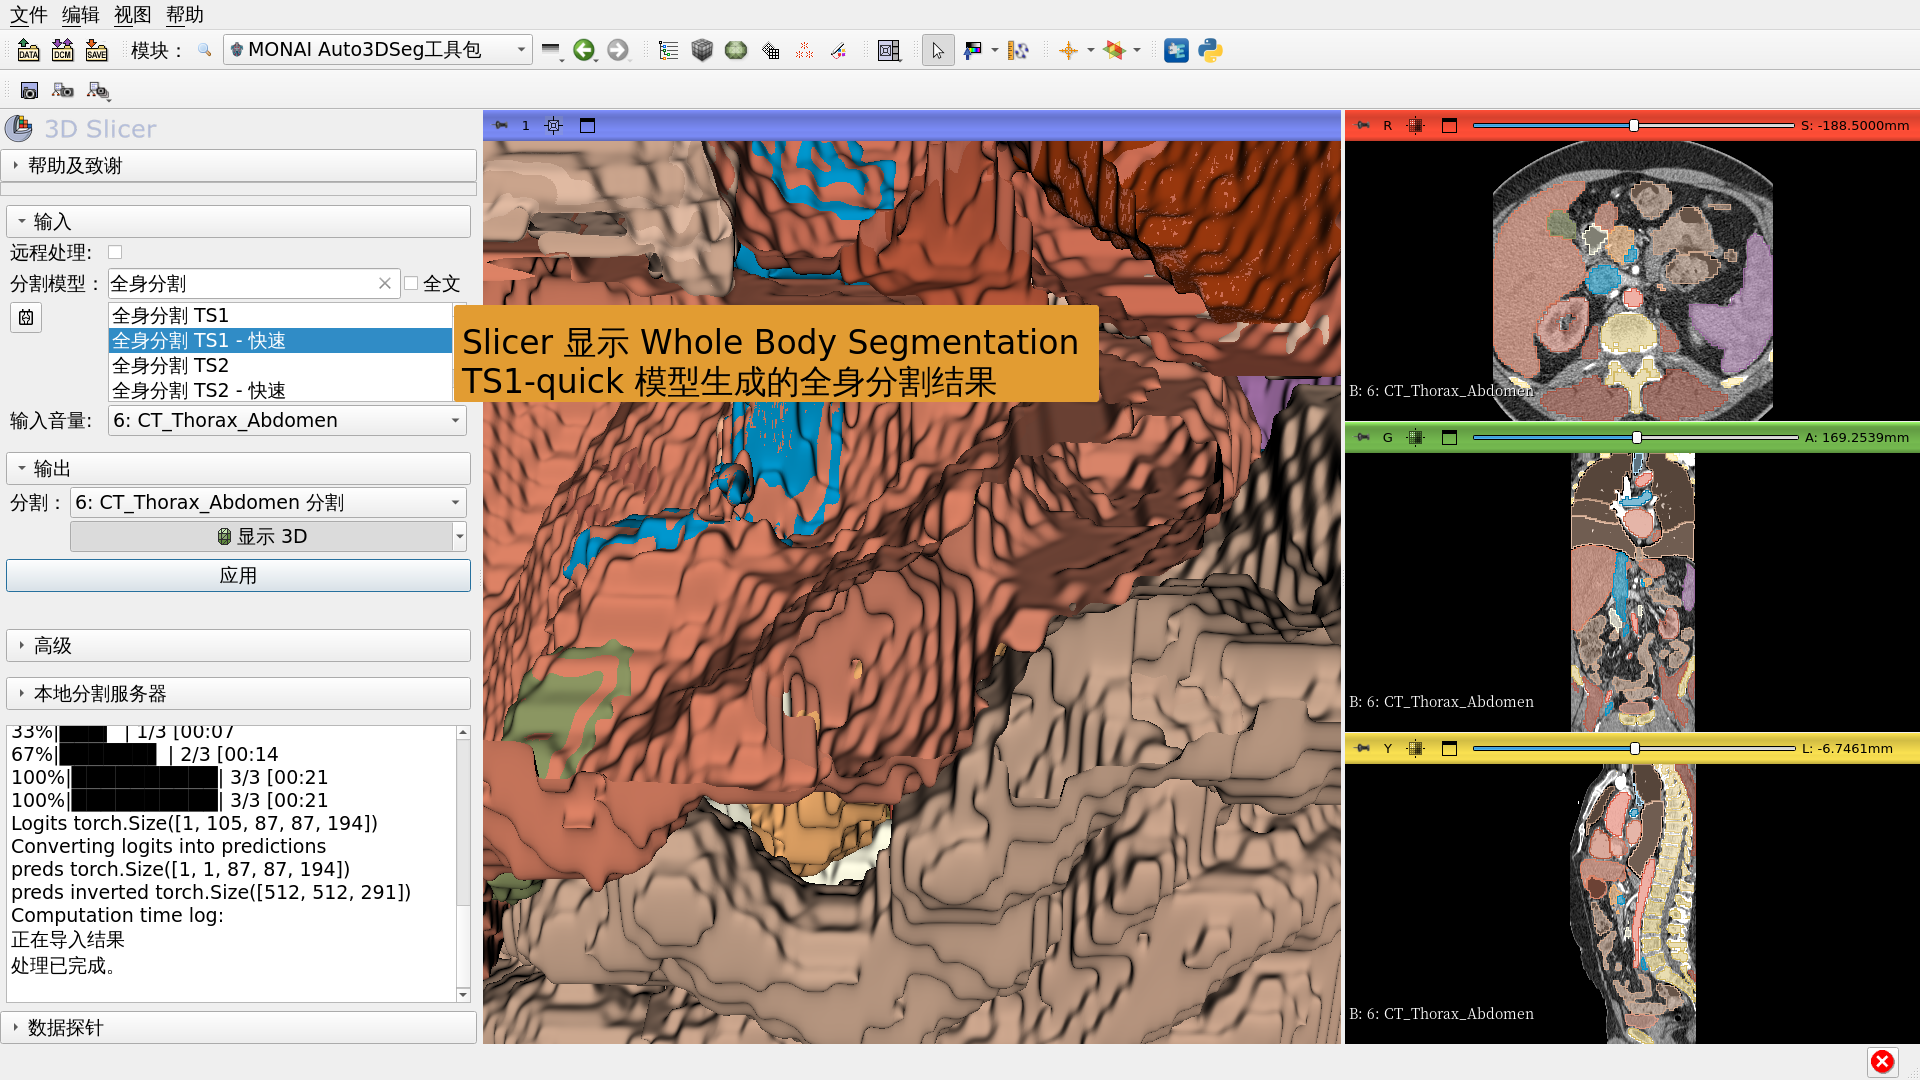 文件 编辑 视图 帮助
DATA DCM SAVE 模块： MONAI Auto3DSeg工具包
3D Slicer
帮助及致谢
输入
远程处理:
分割模型： 全身分割 全文
全身分割 TS1
全身分割 TS1 - 快速
全身分割 TS2
全身分割 TS2 - 快速
输入音量: 6: CT_Thorax_Abdomen
输出
分割： 6: CT_Thorax_Abdomen 分割
显示 3D
应用
高级
本地分割服务器
33%| | 1/3 [00:07
67%| | 2/3 [00:14
100%| | 3/3 [00:21
100%| | 3/3 [00:21
Logits torch.Size([1, 105, 87, 87, 194])
Converting logits into predictions
preds torch.Size([1, 1, 87, 87, 194])
preds inverted torch.Size([512, 512, 291])
Computation time log:
正在导入结果
处理已完成。
数据探针
1
Slicer 显示 Whole Body Segmentation
TS1-quick 模型生成的全身分割结果
R S: -188.5000mm
B: 6: CT_Thorax_Abdomen
G A: 169.2539mm
B: 6: CT_Thorax_Abdomen
Y L: -6.7461mm
B: 6: CT_Thorax_Abdomen